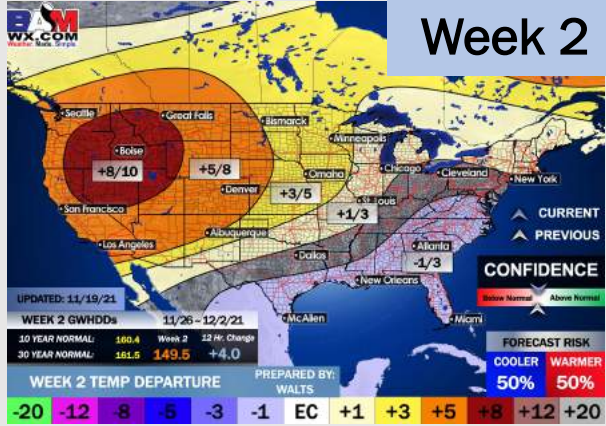 BAM
WX.COM
Weather. Made. Simple.
Week 2
Seattle
Great Falls
Bismarck
Minneapolis
Boise
+8/10
+5/8
Chicago
Cleveland
New York
Omaha
Denver
+3/5
St. Louis
San Francisco
+1/3
CURRENT
PREVIOUS
Albuquerque
Los Angeles
Atlanta
Dallas
-1/3
CONFIDENCE
New Orleans
Below Normal
Above Normal
UPDATED: 11/19/21
WEEK 2 GWHDDs 11/26 - 12/2/21
McAllen
Miami
10 YEAR NORMAL: 160.4 Week 2 12 Hr. Change
30 YEAR NORMAL: 161.5 149.5 +4.0
FORECAST RISK
COOLER WARMER
50% 50%
WEEK 2 TEMP DEPARTURE
PREPARED BY:
WALTS
-20 -12 -8 -5 -3 -1 EC +1 +3 +5 +8 +12 +20